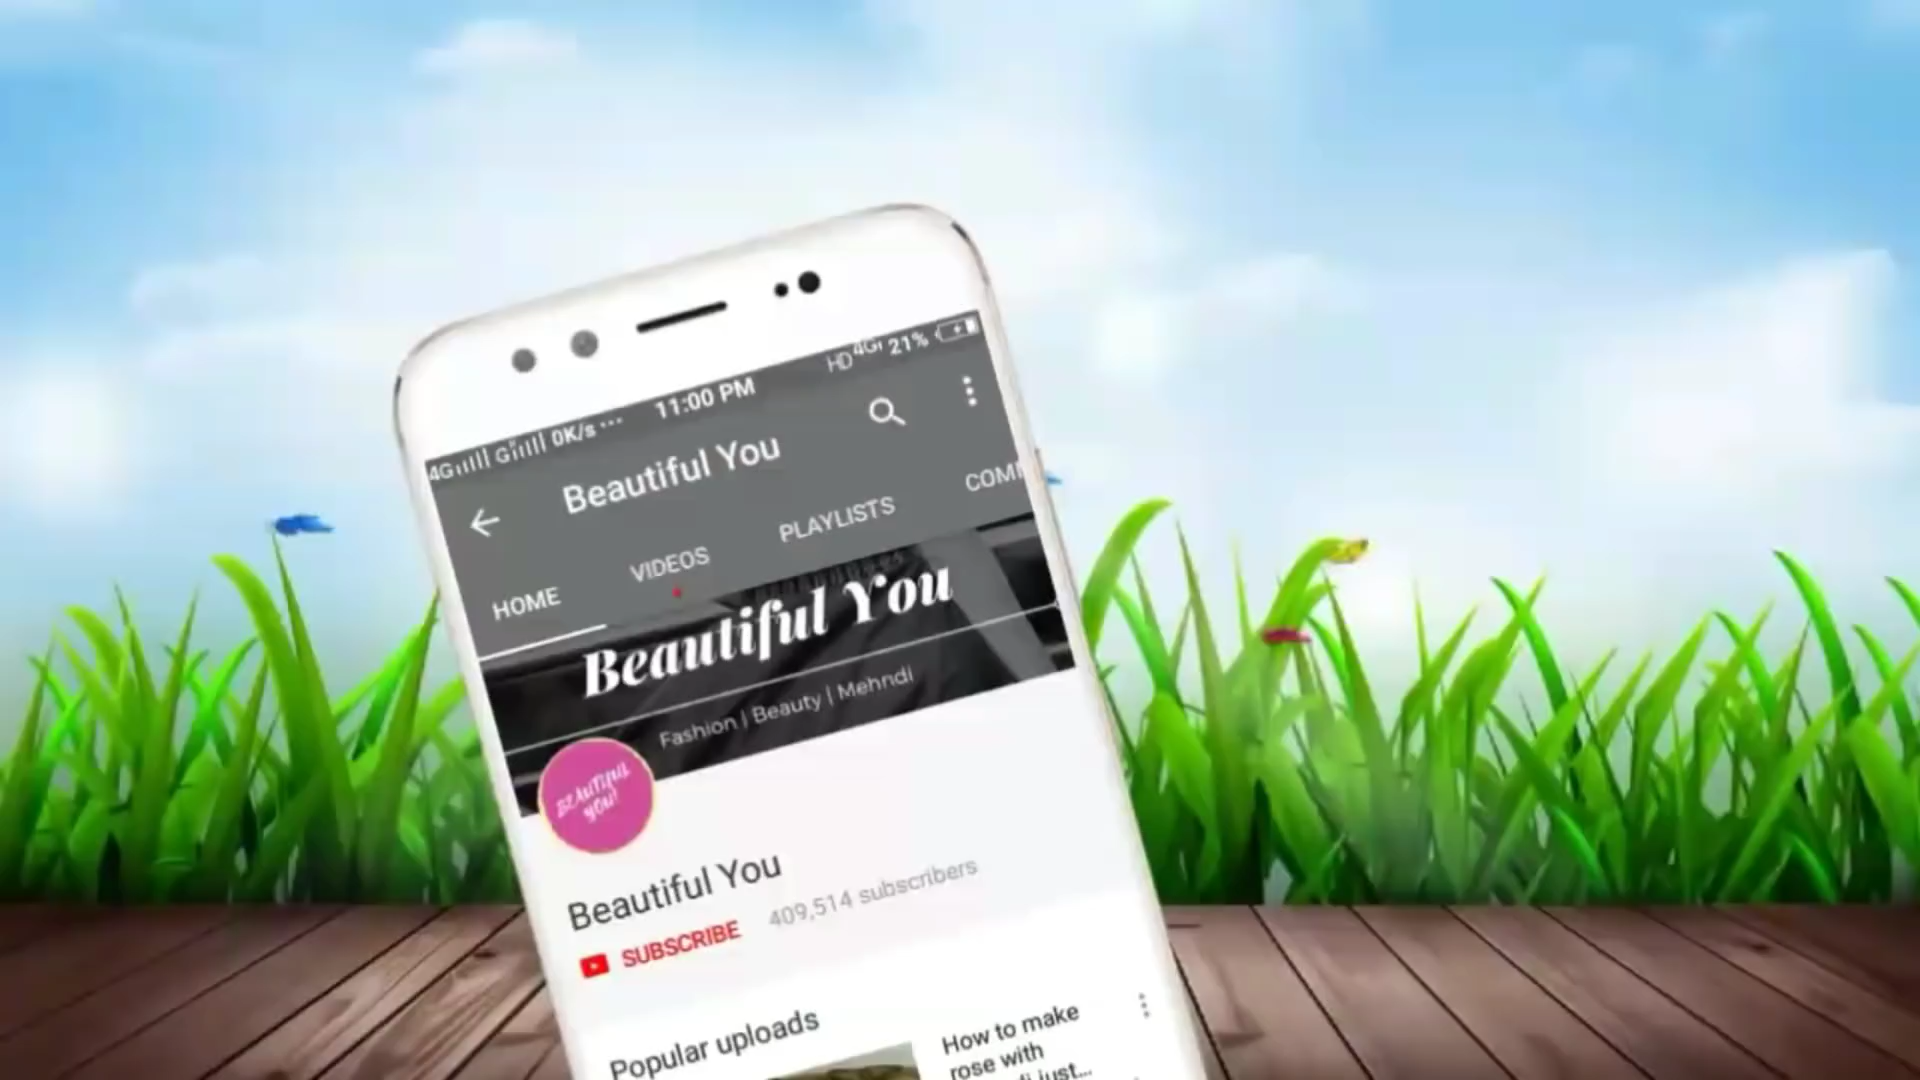 4G G 0K/s ... 11:00 PM HD 4G 21%
Beautiful You
HOME VIDEOS PLAYLISTS COM
Beautiful You
Fashion | Beauty | Mehndi
BEAUTIFUL
YOU!
Beautiful You
SUBSCRIBE 409,514 subscribers
Popular uploads
How to make
rose with
just...